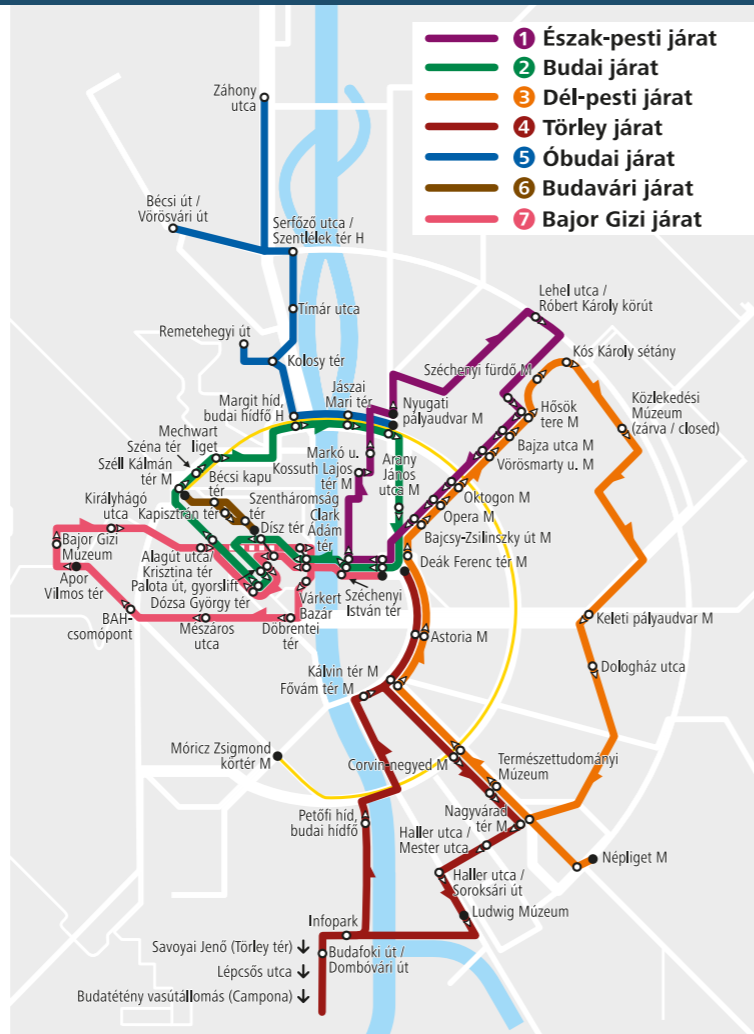 1 Észak-pesti járat
2 Budai járat
3 Dél-pesti járat
4 Törley járat
5 Óbudai járat
6 Budavári járat
7 Bajor Gizi járat
Záhony
utca
Bécsi út /
Vörösvári út
Serfőző utca /
Szentlélek tér H
Tímár utca
Remetehegyi út
Kolosy tér
Lehel utca /
Róbert Károly körút
Kós Károly sétány
Széchenyi fürdő M
Közlekedési
Múzeum
(zárva / closed)
Margit híd,
budai hídfő H
Jászai
Mari tér
Nyugati
pályaudvar M
Hősök
tere M
Bajza utca M
Vörösmarty u. M
Mechwart
liget
Széna tér
Széll Kálmán
tér M
Markó u.
Kossuth Lajos
tér M
Arany
János
utca M
Oktogon M
Opera M
Bajcsy-Zsilinszky út M
Deák Ferenc tér M
Bécsi kapu
tér
Kapisztrán tér
Szentháromság
tér
Dísz tér
Clark
Ádám
tér
Királyhágó
utca
Bajor Gizi
Múzeum
Apor
Vilmos tér
Alagút utca/
Krisztina tér
Palota út, gyorslift
Dózsa György tér
Várkert
Bazár
Széchenyi
István tér
BAH-
csomópont
Mészáros
utca
Döbrentei
tér
Astoria M
Keleti pályaudvar M
Dologház utca
Kálvin tér M
Fővám tér M
Móricz Zsigmond
körtér M
Corvin-negyed M
Természettudományi
Múzeum
Petőfi híd,
budai hídfő
Nagyvárad
tér M
Haller utca /
Mester utca
Népliget M
Haller utca /
Soroksári út
Ludwig Múzeum
Infopark
Savoyai Jenő (Törley tér) ↓
Budafoki út /
Dombóvári út
Lépcsős utca ↓
Budatétény vasútállomás (Campona) ↓